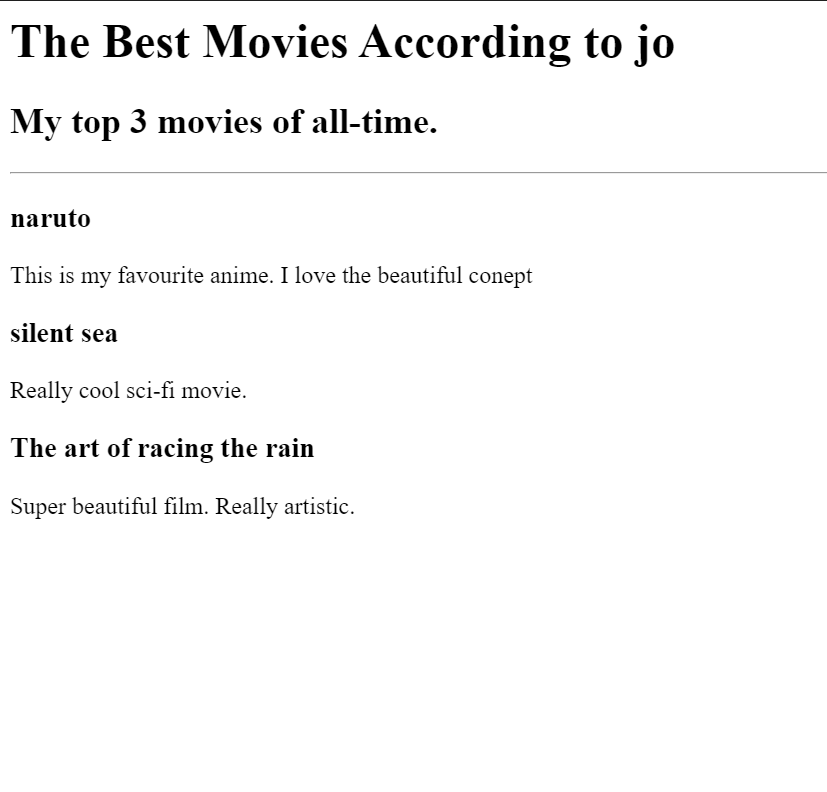 The Best Movies According to jo
My top 3 movies of all-time.
naruto
This is my favourite anime. I love the beautiful conept
silent sea
Really cool sci-fi movie.
The art of racing the rain
Super beautiful film. Really artistic.